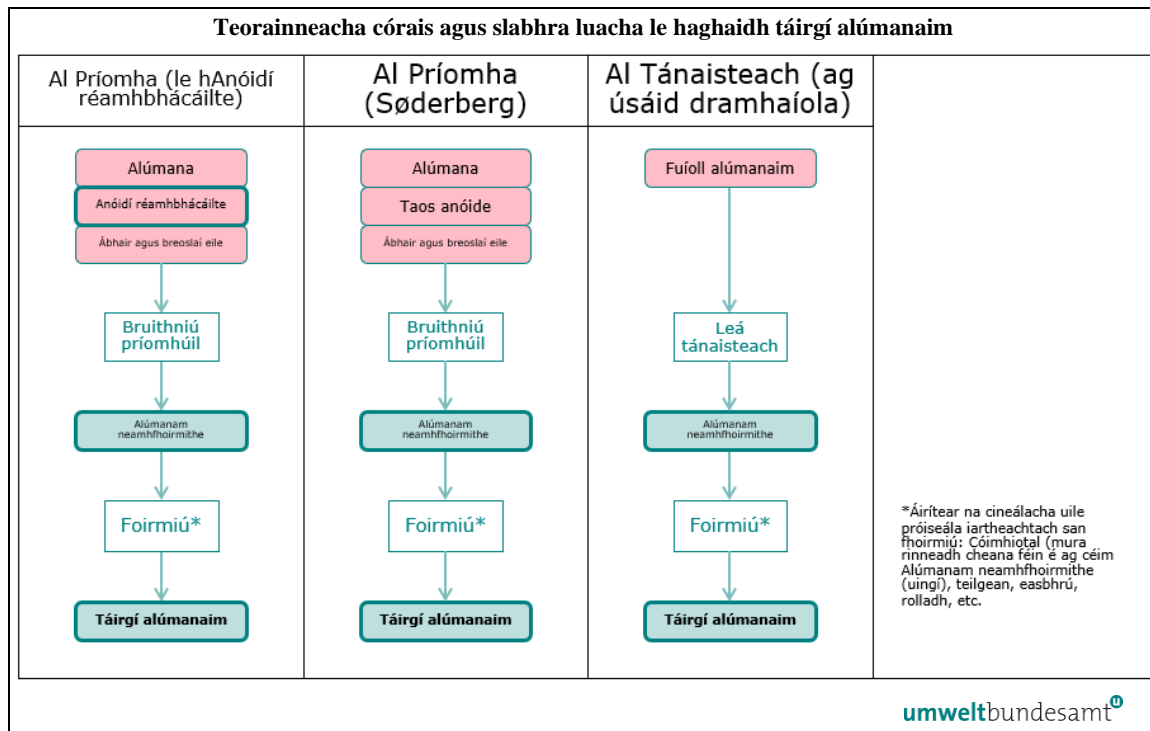 Teorainneacha córais agus slabhra luacha le haghaidh táirgí alúmanaim
Al Príomha (le hAnóidí
réamhbhácáilte)
Alúmana
Anóidí réamhbhácáilte
Ábhair agus breoslaí eile
Bruithniú
príomhúil
Alúmanam
neamhfhoirmithe
Foirmiú*
Táirgí alúmanaim
Al Príomha
(Søderberg)
Alúmana
Taos anóide
Ábhair agus breoslaí eile
Bruithniú
príomhúil
Alúmanam
neamhfhoirmithe
Foirmiú*
Táirgí alúmanaim
Al Tánaisteach (ag
úsáid dramhaíola)
Fuíoll alúmanaim
Leá
tánaisteach
Alúmanam
neamhfhoirmithe
Foirmiú*
Táirgí alúmanaim
*Áirítear na cineálacha uile
próiseála iartheachtach san
fhoirmiú: Cóimhiotal (mura
rinneadh cheana féin é ag céim
Alúmanam neamhfhoirmithe
(uingí), teilgean, easbhrú,
rolladh, etc.
umweltbundesamt